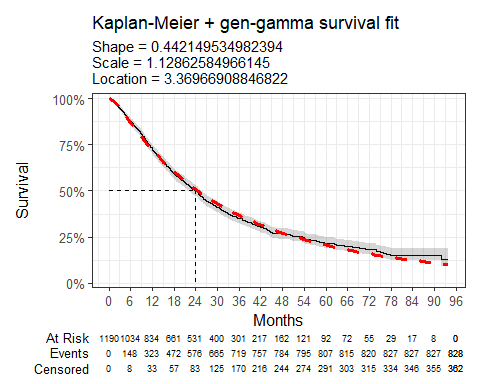 Kaplan-Meier + gen-gamma survival fit
Shape = 0.442149534982394
Scale = 1.12862584966145
Location = 3.36966908846822
100%
75%
50%
25%
0%
Survival
0 6 12 18 24 30 36 42 48 54 60 66 72 78 84 90 96
Months
At Risk 1190 1034 834 661 531 400 301 217 162 121 92 72 55 29 17 8 0
Events 0 148 323 472 576 665 719 757 784 795 807 815 820 827 827 827 828
Censored 0 8 33 57 83 125 170 216 244 274 291 303 315 334 346 355 362